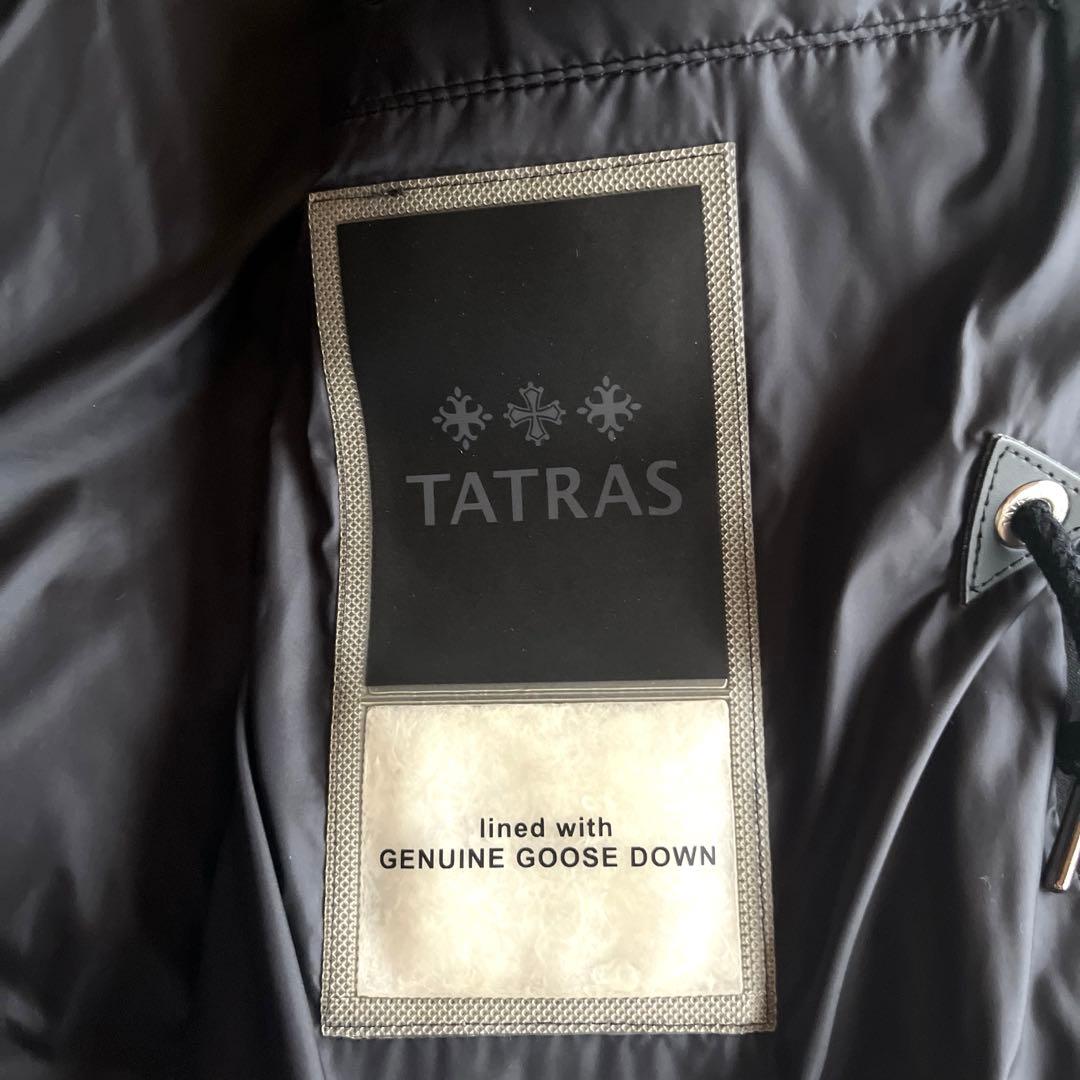 TATRAS
lined with
GENUINE GOOSE DOWN